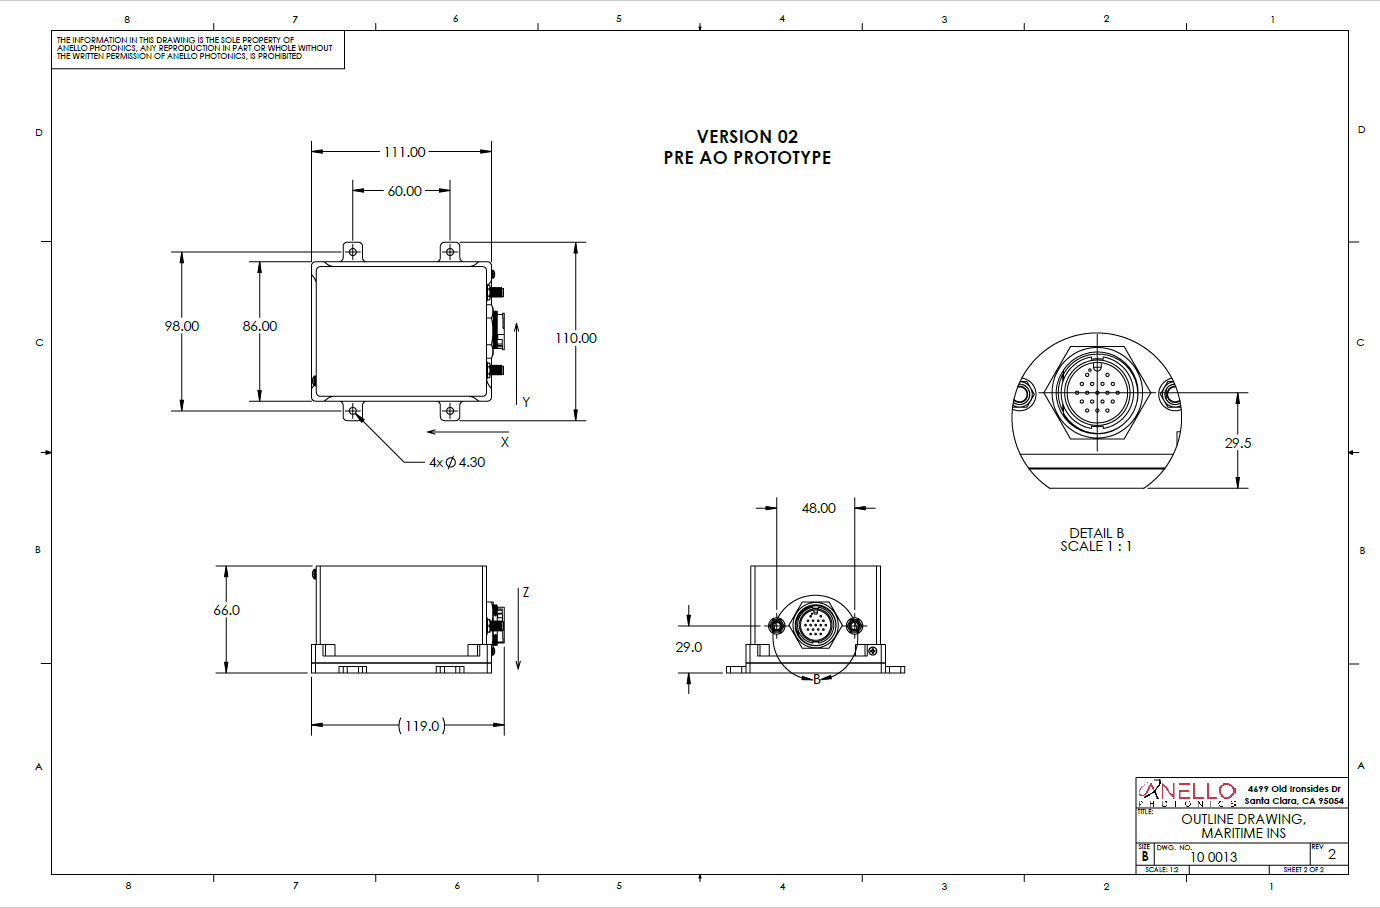 8 7 6 5 4 3 2 1
THE INFORMATION IN THIS DRAWING IS THE SOLE PROPERTY OF
ANELLO PHOTONICS, ANY REPRODUCTION IN PART OR WHOLE WITHOUT
THE WRITTEN PERMISSION OF ANELLO PHOTONICS, IS PROHIBITED
D D
VERSION 02
PRE AO PROTOTYPE
111.00
60.00
98.00
86.00
110.00
C C
Y
X
4x Ø 4.30
29.5
DETAIL B
SCALE 1 : 1
48.00
B B
Z
66.0
29.0
B
(119.0)
A A
ANELLO
PHOTONICS
4699 Old Ironsides Dr
Santa Clara, CA 95054
TITLE:
OUTLINE DRAWING,
MARITIME INS
SIZE
B
DWG. NO.
10 0013
REV
2
SCALE: 1:2
SHEET 2 OF 2
8 7 6 5 4 3 2 1